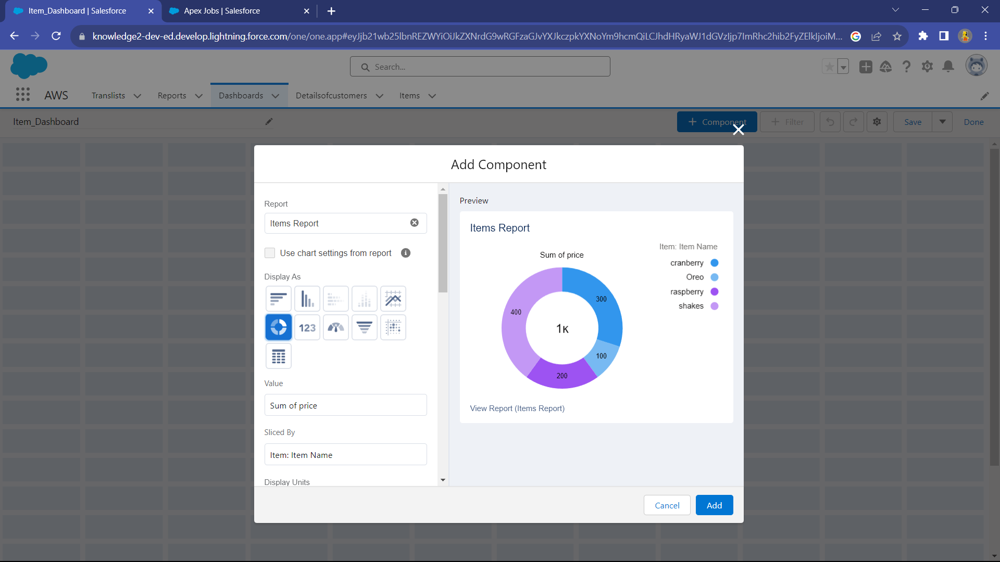 Item_Dashboard | Salesforce
Apex Jobs | Salesforce
knowledge2-dev-ed.develop.lightning.force.com/one/one.app#eyJjb21wb25lbnREZWYiOiJkZXNrdG9wRGFzaGJvYXJkczpkYXNoYm9hcmQiLCJhdHRyaWJ1dGVzIjp7ImRhc2hib2FyZElkIjoiM...
Search...
AWS
Translists
Reports
Dashboards
Detailsofcustomers
Items
Item_Dashboard
+ Component
+ Filter
Save
Done
Add Component
Report
Items Report
Use chart settings from report
Display As
123
Value
Sum of price
Sliced By
Item: Item Name
Display Units
Preview
Items Report
Item: Item Name
Sum of price
cranberry
Oreo
raspberry
shakes
300
400
1K
100
200
View Report (Items Report)
Cancel
Add